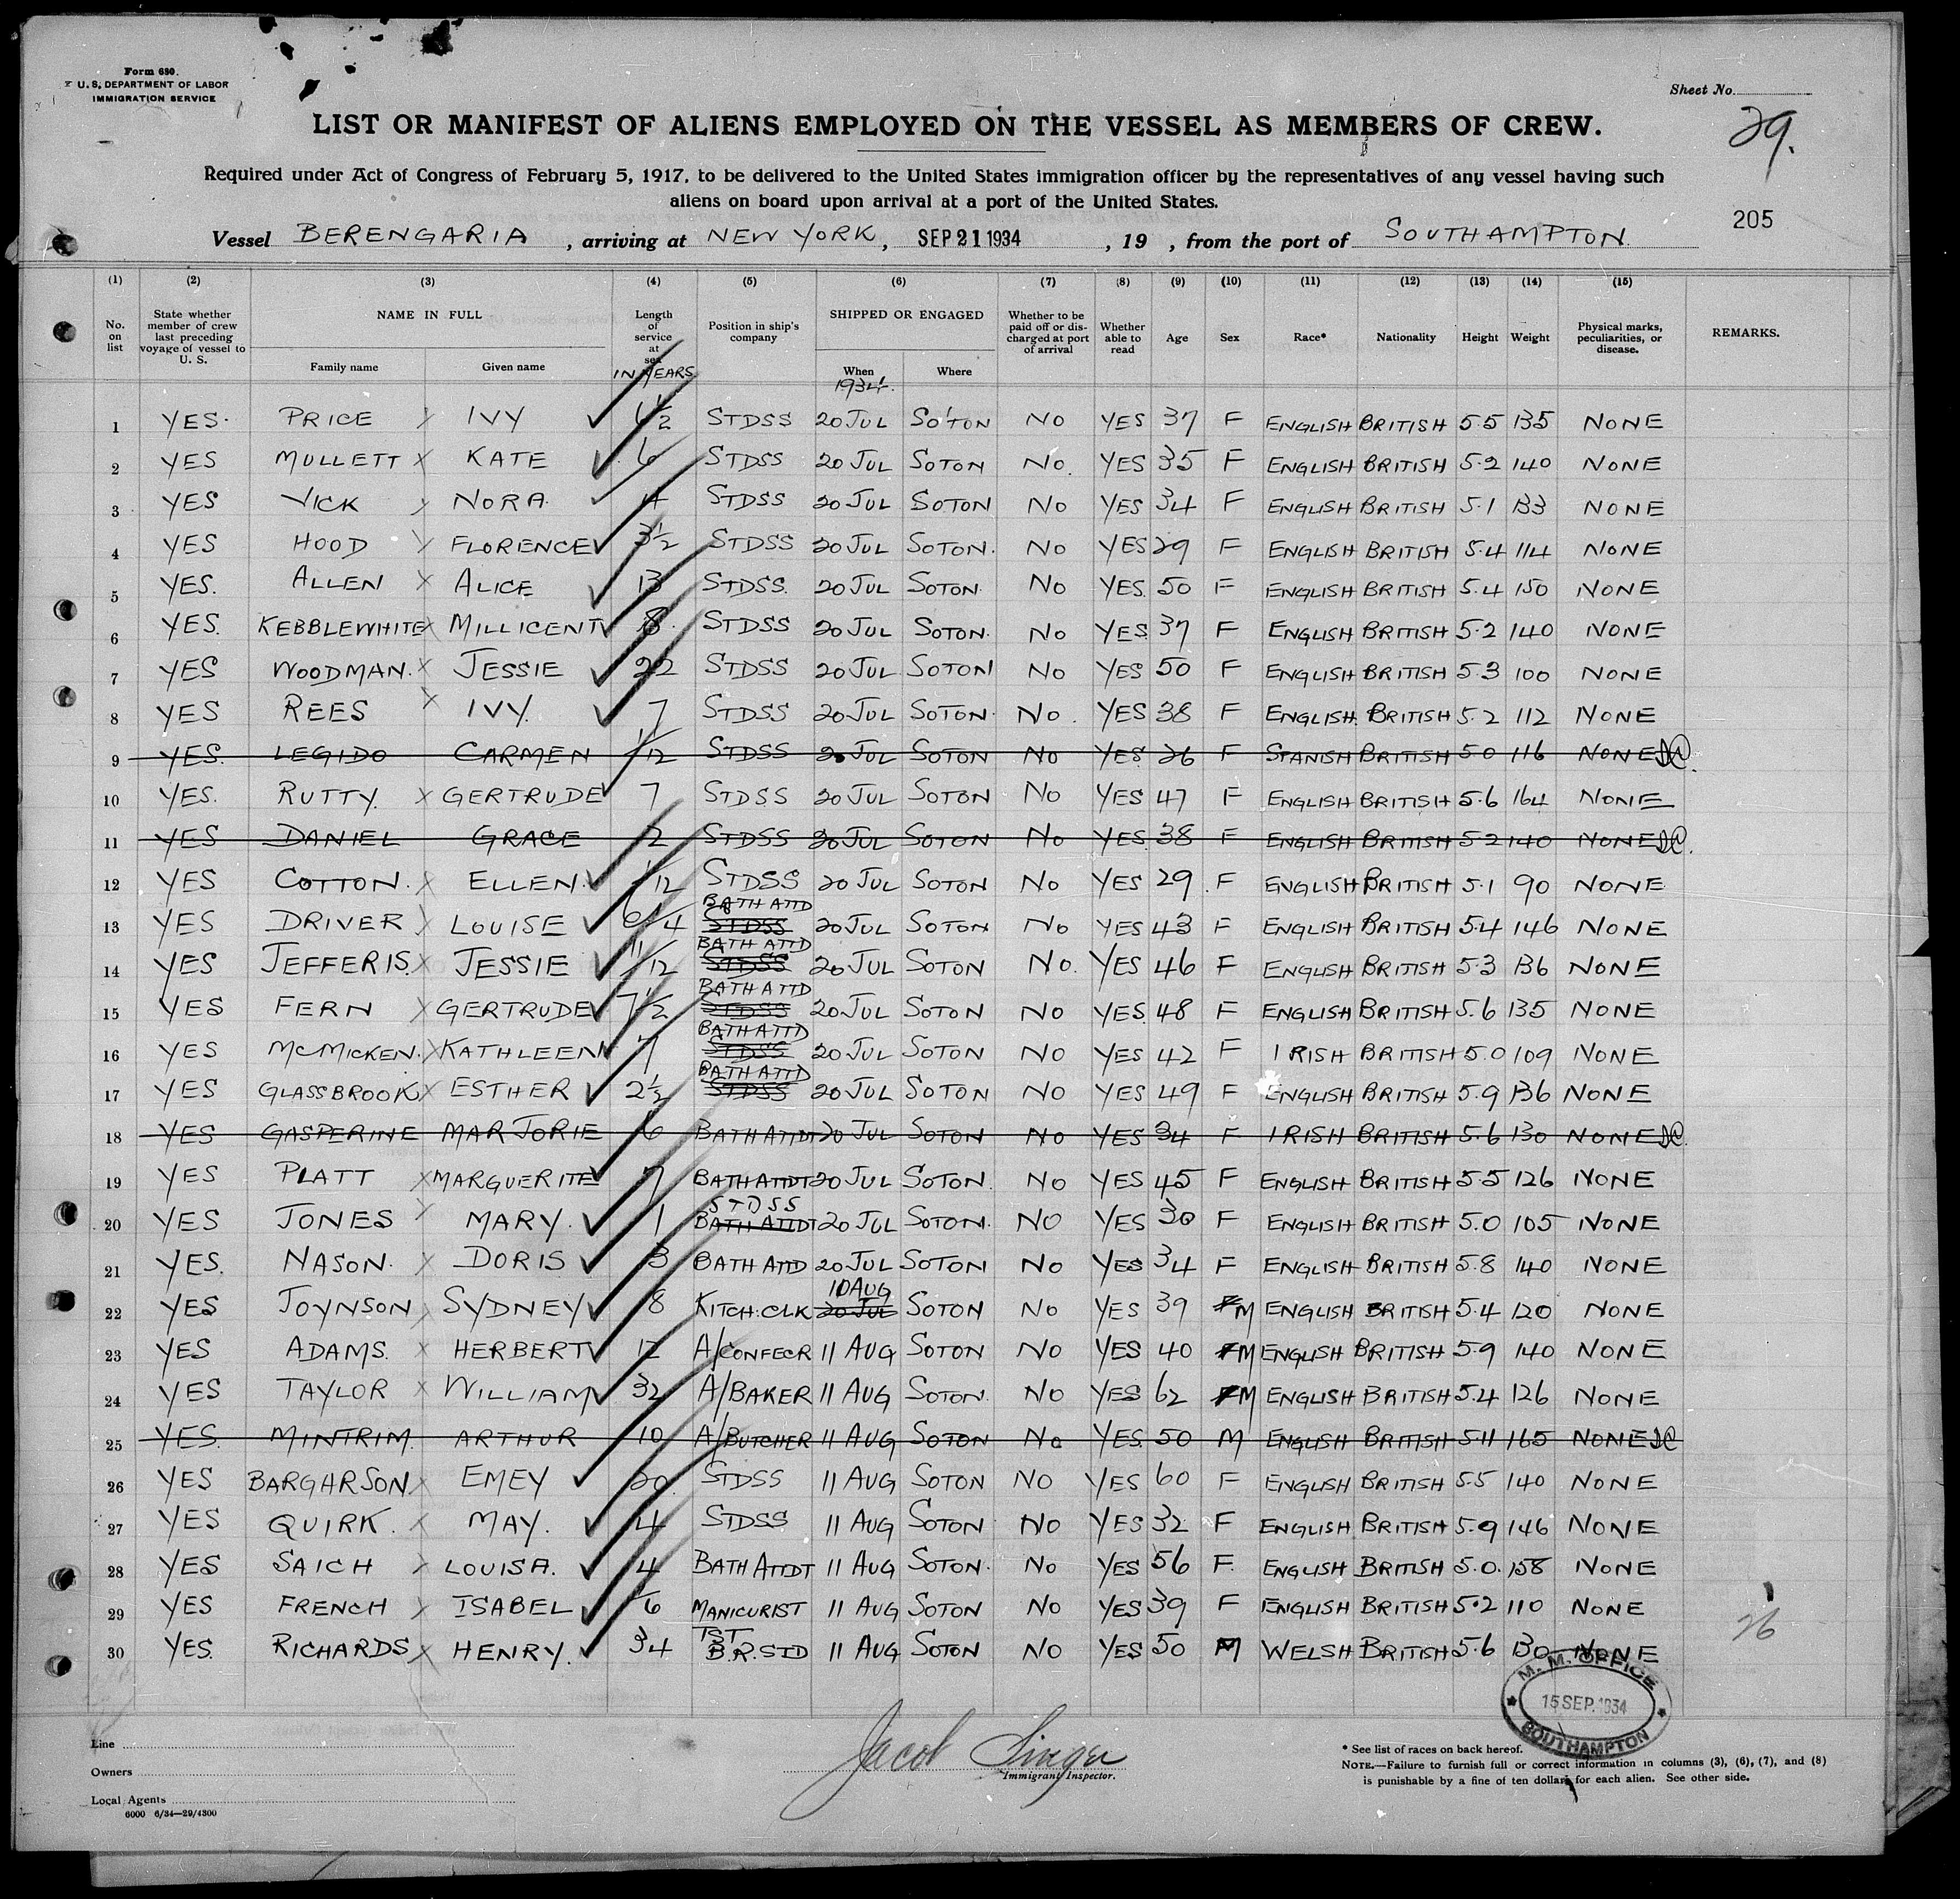 Form 680.
U. S. DEPARTMENT OF LABOR
IMMIGRATION SERVICE
Sheet No.
29.
LIST OR MANIFEST OF ALIENS EMPLOYED ON THE VESSEL AS MEMBERS OF CREW.
Required under Act of Congress of February 5, 1917, to be delivered to the United States immigration officer by the representatives of any vessel having such
aliens on board upon arrival at a port of the United States.
205
Vessel BERENGARIA, arriving at NEW YORK, SEP 21 1934, 19 , from the port of SOUTHAMPTON.
(1) (2) (3) (4) (5) (6) (7) (8) (9) (10) (11) (12) (13) (14) (15)
No. on list State whether member of crew last preceding voyage of vessel to U. S. NAME IN FULL Family name Given name Length of service at sea IN YEARS Position in ship's company SHIPPED OR ENGAGED When 1934. Where Whether to be paid off or discharged at port of arrival Whether able to read Age Sex Race* Nationality Height Weight Physical marks, peculiarities, or disease. REMARKS.
1 YES. PRICE X IVY 6½ STDSS 20 JUL SO'TON NO YES 37 F ENGLISH BRITISH 5.5 135 NONE
2 YES MULLETT X KATE 6 STDSS 20 JUL SOTON NO. YES 35 F ENGLISH BRITISH 5.2 140 NONE
3 YES VICK X NORA 4 STDSS 20 JUL SOTON NO YES 34 F ENGLISH BRITISH 5.1 133 NONE
4 YES HOOD X FLORENCE 3½ STDSS 20 JUL SOTON. NO YES 29 F ENGLISH BRITISH 5.4 114 NONE
5 YES. ALLEN X ALICE 13 STDSS. 20 JUL SOTON. NO YES. 50 F ENGLISH BRITISH 5.4 150 NONE
6 YES. KEBBLEWHITE X MILLICENT 8 STDSS 20 JUL SOTON. NO YES. 37 F ENGLISH BRITISH 5.2 140 NONE
7 YES WOODMAN. X JESSIE 22 STDSS 20 JUL SOTON NO YES 50 F ENGLISH BRITISH 5.3 100 NONE
8 YES REES X IVY. 7 STDSS 20 JUL SOTON. NO. YES 38 F ENGLISH. BRITISH 5.2 112 NONE
9 YES. LEGIDO CARMEN 1/12 STDSS 20 JUL SOTON NO YES. 26 F SPANISH BRITISH 5.0 116 NONE
10 YES. RUTTY. X GERTRUDE 7 STDSS 20 JUL SOTON NO YES 47 F ENGLISH BRITISH 5.6 164 NONE
11 YES DANIEL GRACE 2 STDSS 20 JUL SOTON NO YES. 38 F ENGLISH BRITISH 5.2 140 NONE
12 YES COTTON. X ELLEN. 1/12 STDSS 20 JUL SOTON NO YES 29 F ENGLISH BRITISH 5.1 90 NONE
BATH ATTD
13 YES DRIVER X LOUISE 6 1/4 STDSS 20 JUL SOTON NO YES 43 F ENGLISH BRITISH 5.4 146 NONE
BATH ATTD
14 YES JEFFERIS. X JESSIE 11/12 STDSS 20 JUL SOTON NO. YES 46 F ENGLISH BRITISH 5.3 136 NONE
BATH ATTD
15 YES FERN X GERTRUDE 7½ STDSS 20 JUL SOTON NO YES. 48 F ENGLISH BRITISH 5.6 135 NONE
BATH ATTD
16 YES MCMICKEN. X KATHLEEN 7 STDSS 20 JUL SOTON NO YES 42 F IRISH BRITISH 5.0 109 NONE
BATH ATTD
17 YES GLASSBROOK X ESTHER 2½ STDSS 20 JUL SOTON NO YES 49 F ENGLISH BRITISH 5.9 136 NONE
18 YES GASPERINE MARJORIE 6 BATH ATTDT 20 JUL SOTON NO YES 34 F IRISH BRITISH 5.6 130 NONE
19 YES PLATT X MARGUERITE 7 BATH ATTDT 20 JUL SOTON. NO YES 45 F ENGLISH BRITISH 5.5 126 NONE
STDSS
20 YES JONES X MARY. 1 BATH ATTDT 20 JUL SOTON. NO YES 30 F ENGLISH BRITISH 5.0 105 NONE
21 YES. NASON. X DORIS 3 BATH ATTD 20 JUL SOTON NO YES 34 F ENGLISH BRITISH 5.8 140 NONE
10 AUG
22 YES JOYNSON SYDNEY 8 KITCH. CLK 20 JUL SOTON NO YES 39 F M ENGLISH BRITISH 5.4 120 NONE
23 YES ADAMS. X HERBERT 12 A/CONFECR 11 AUG SOTON NO YES 40 F M ENGLISH BRITISH 5.9 140 NONE
24 YES TAYLOR X WILLIAM 32 A/BAKER 11 AUG SOTON. NO YES 62 F M ENGLISH BRITISH 5.4 126 NONE
25 YES. MINTRIM. ARTHUR 10 A/BUTCHER 11 AUG SOTON NO YES. 50 M ENGLISH BRITISH 5.11 165 NONE
26 YES BARGHRSON X EMEY 20 STDSS 11 AUG SOTON NO YES 60 F ENGLISH BRITISH 5.5 140 NONE
27 YES QUIRK. X MAY. 4 STDSS 11 AUG SOTON NO YES 32 F ENGLISH BRITISH 5.9 146 NONE
28 YES SAICH X LOUISA. 4 BATH ATTDT 11 AUG SOTON. NO YES 56 F. ENGLISH BRITISH 5.0. 158 NONE
29 YES FRENCH X ISABEL 1/6 MANICURIST 11 AUG SOTON NO YES 39 F ENGLISH BRITISH 5.2 110 NONE
1ST
30 YES. RICHARDS X HENRY. 34 B.R.STD 11 AUG SOTON NO YES 50 M WELSH BRITISH 5.6 130 NONE
26
M. M. OFFICE
15 SEP. 1934
SOUTHAMPTON
Line
Owners
Local Agents
6000 6/34—29/4300
Jacob Singer
Immigrant Inspector.
* See list of races on back hereof.
NOTE.—Failure to furnish full or correct information in columns (3), (6), (7), and (8)
is punishable by a fine of ten dollars for each alien. See other side.